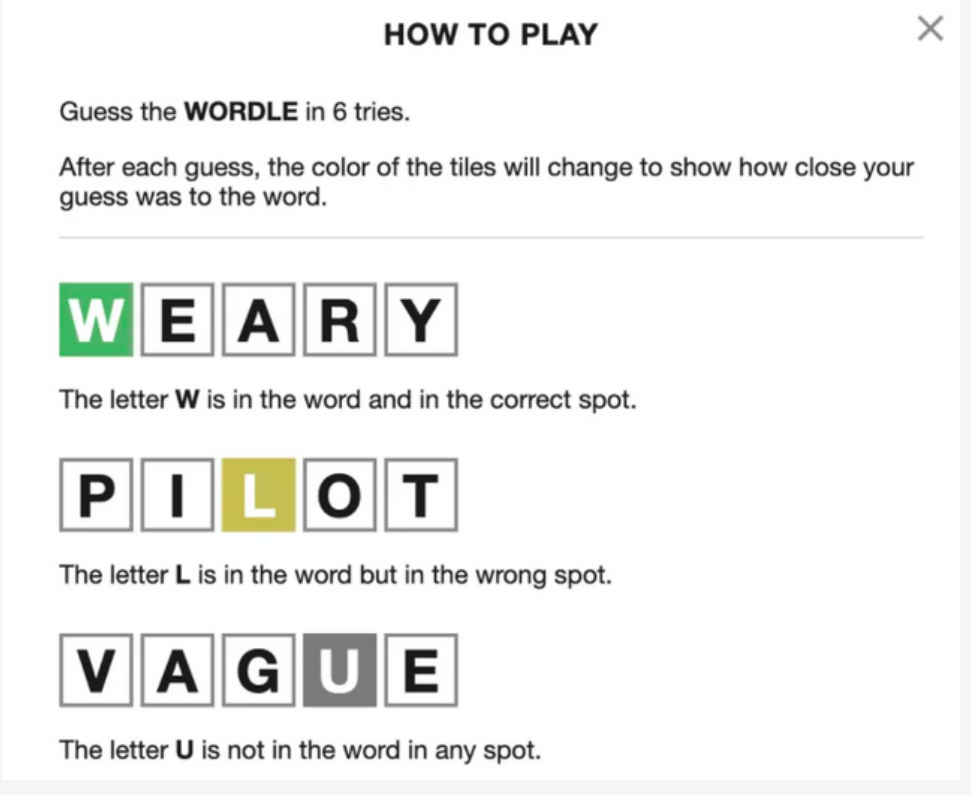 HOW TO PLAY
Guess the WORDLE in 6 tries.
After each guess, the color of the tiles will change to show how close your
guess was to the word.
WEARY
The letter W is in the word and in the correct spot.
PILOT
The letter L is in the word but in the wrong spot.
VAGUE
The letter U is not in the word in any spot.